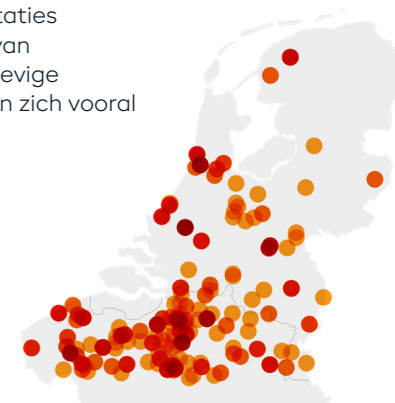 taties
van
evige
n zich vooral